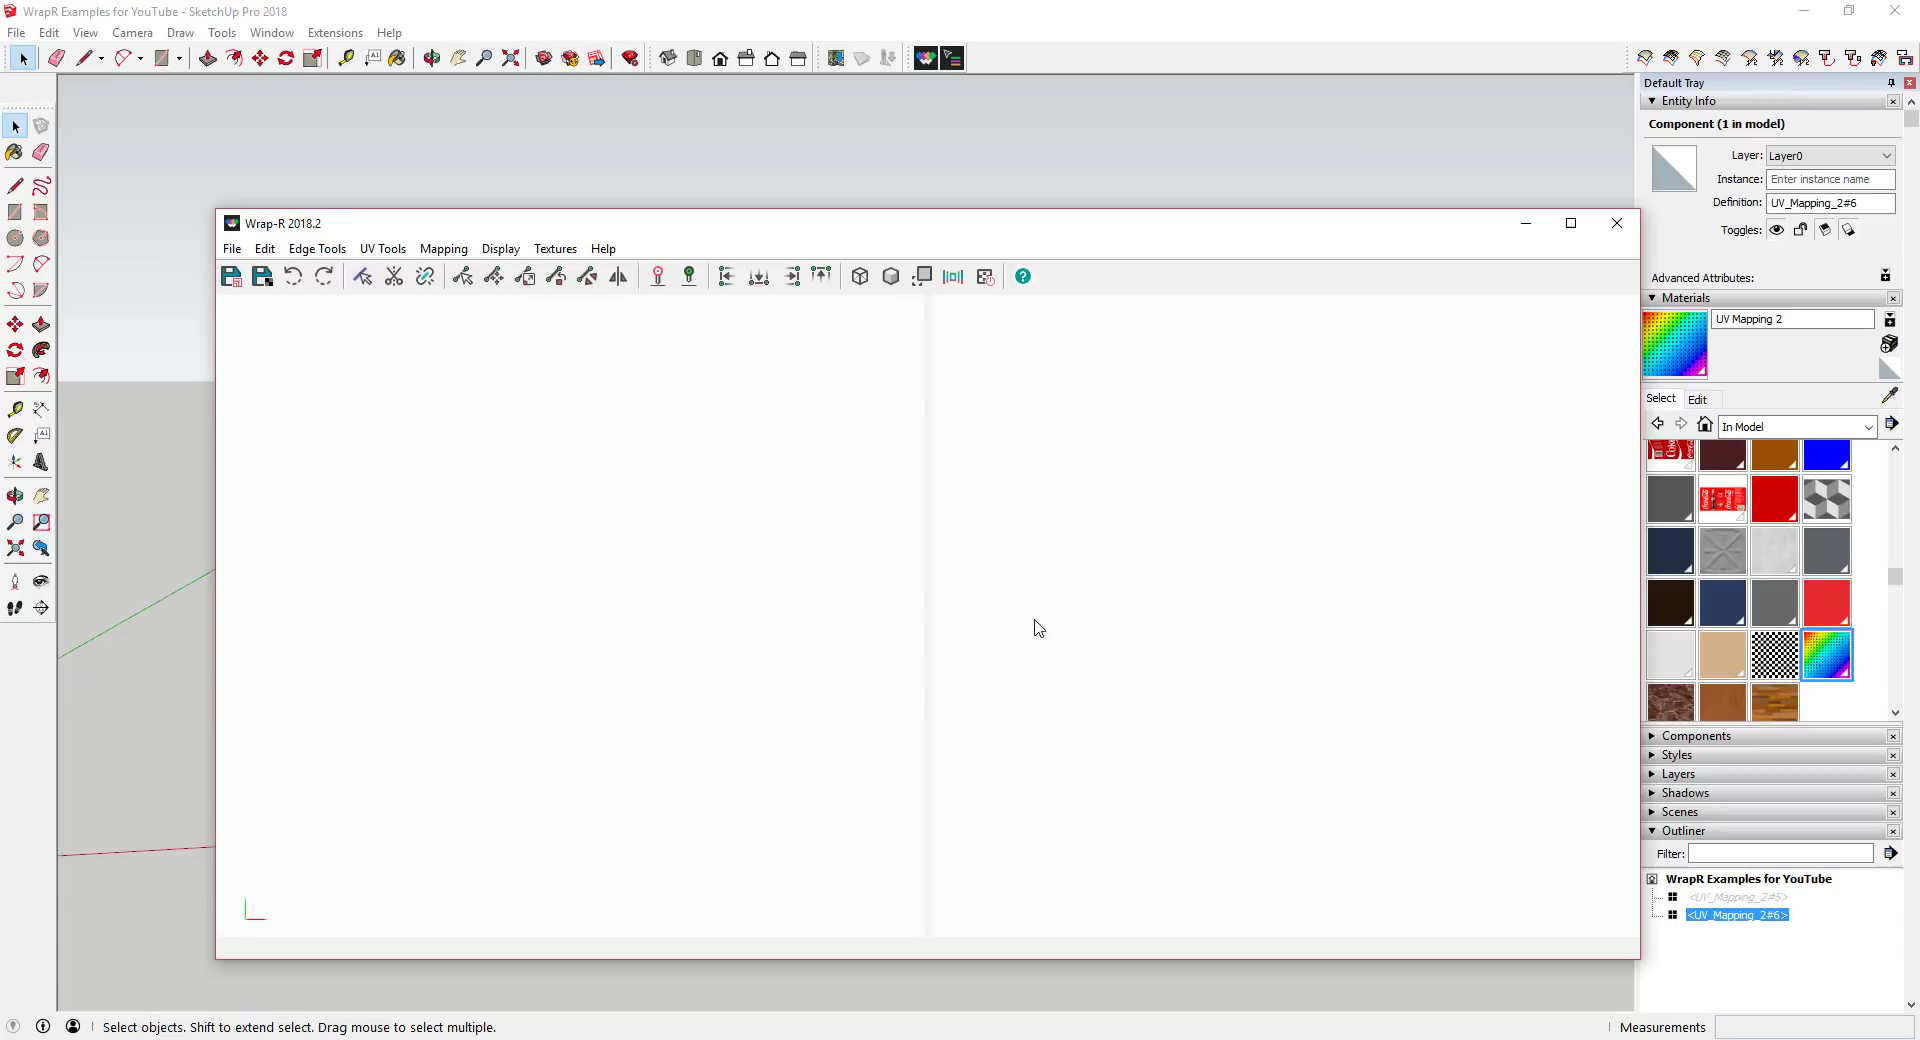 WrapR Examples for YouTube - SketchUp Pro 2018
File Edit View Camera Draw Tools Window Extensions Help
Default Tray
Entity Info
Component (1 in model)
Layer: Layer0
Instance: Enter instance name
Definition: UV_Mapping_2#6
Toggles:
Advanced Attributes:
Materials
UV Mapping 2
Select Edit
In Model
Components
Styles
Layers
Shadows
Scenes
Outliner
Filter:
WrapR Examples for YouTube
<UV_Mapping_2#5>
<UV_Mapping_2#6>
Wrap-R 2018.2
File Edit Edge Tools UV Tools Mapping Display Textures Help
Select objects. Shift to extend select. Drag mouse to select multiple.
Measurements